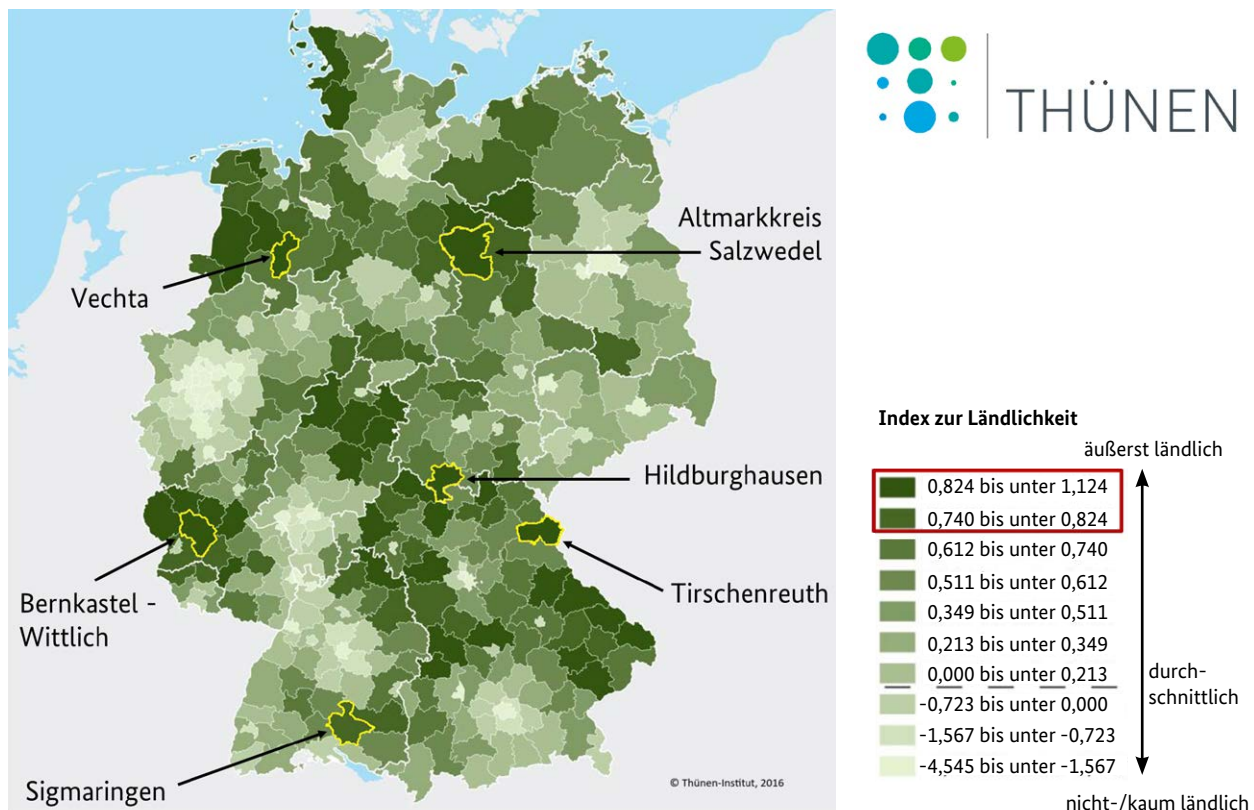 THÜNEN
Altmarkkreis
Salzwedel
Vechta
Hildburghausen
Bernkastel -
Wittlich
Tirschenreuth
Sigmaringen
© Thünen-Institut, 2016
Index zur Ländlichkeit
äußerst ländlich
0,824 bis unter 1,124
0,740 bis unter 0,824
0,612 bis unter 0,740
0,511 bis unter 0,612
0,349 bis unter 0,511
0,213 bis unter 0,349
0,000 bis unter 0,213
durch-
schnittlich
-0,723 bis unter 0,000
-1,567 bis unter -0,723
-4,545 bis unter -1,567
nicht-/kaum ländlich